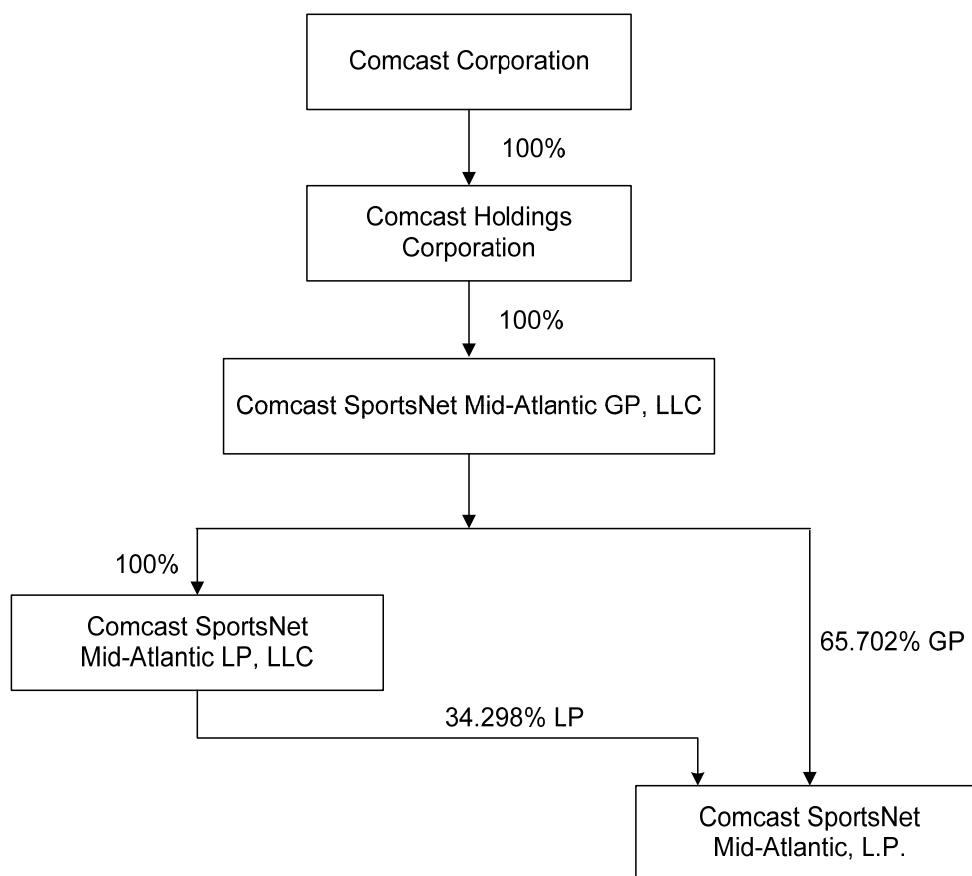 Comcast Corporation
100%
Comcast Holdings
Corporation
100%
Comcast SportsNet Mid-Atlantic GP, LLC
100%
Comcast SportsNet
Mid-Atlantic LP, LLC
65.702% GP
34.298% LP
Comcast SportsNet
Mid-Atlantic, L.P.